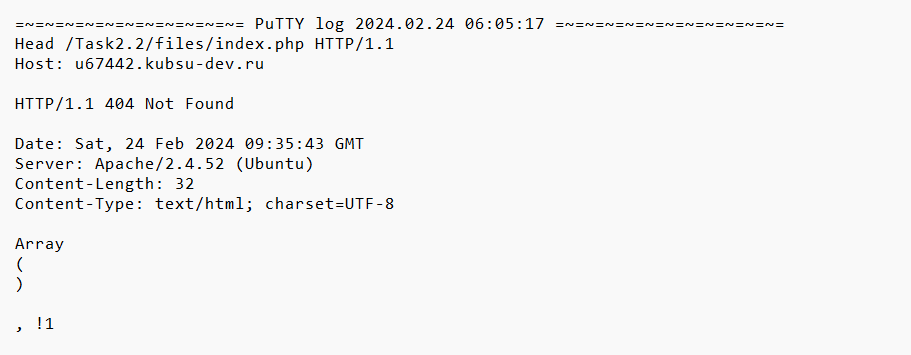 =~=~=~=~=~=~=~=~=~=~=~= PuTTY log 2024.02.24 06:05:17 =~=~=~=~=~=~=~=~=~=~=~=
Head /Task2.2/files/index.php HTTP/1.1
Host: u67442.kubsu-dev.ru
HTTP/1.1 404 Not Found
Date: Sat, 24 Feb 2024 09:35:43 GMT
Server: Apache/2.4.52 (Ubuntu)
Content-Length: 32
Content-Type: text/html; charset=UTF-8
Array
(
)
, !1